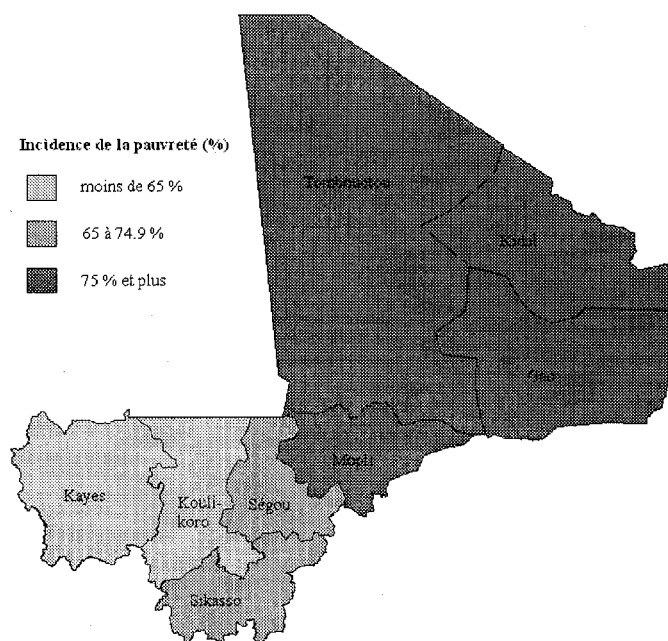 Incidence de la pauvreté (%)
moins de 65 %
65 à 74.9 %
75 % et plus
Tombouctou
Kidal
Gao
Mopti
Kayes
Kouli-
koro
Ségou
Sikasso